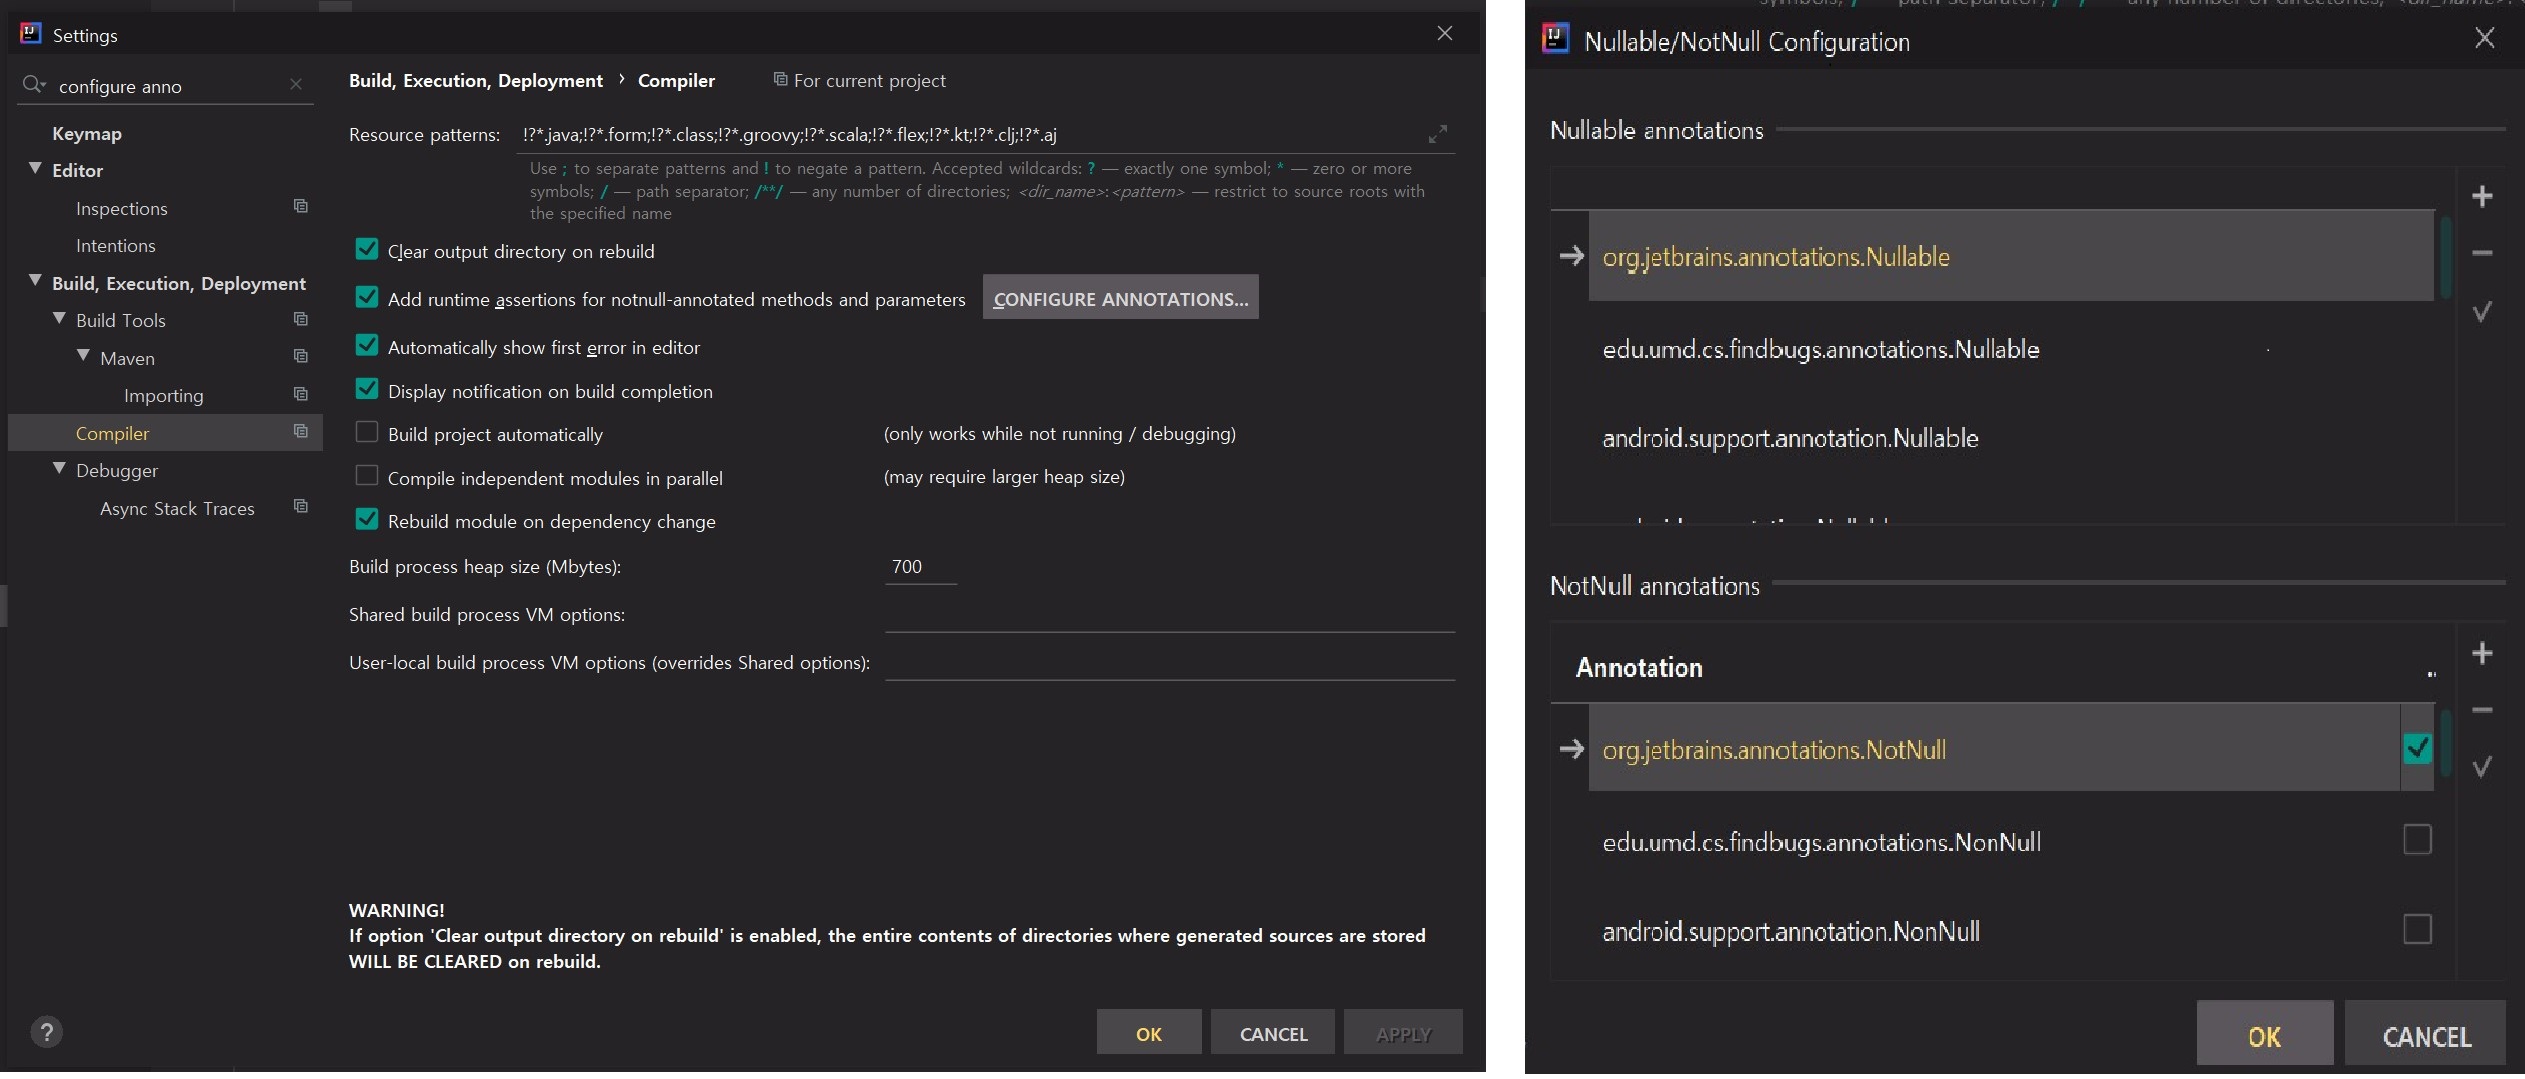 Settings
configure anno
Keymap
Editor
Inspections
Intentions
Build, Execution, Deployment
Build Tools
Maven
Importing
Compiler
Debugger
Async Stack Traces
?
Build, Execution, Deployment › Compiler For current project
Resource patterns: !?*.java;!?*.form;!?*.class;!?*.groovy;!?*.scala;!?*.flex;!?*.kt;!?*.clj;!?*.aj
Use ; to separate patterns and ! to negate a pattern. Accepted wildcards: ? — exactly one symbol; * — zero or more
symbols; / — path separator; /**/ — any number of directories; <dir_name>:<pattern> — restrict to source roots with
the specified name
Clear output directory on rebuild
Add runtime assertions for notnull-annotated methods and parameters CONFIGURE ANNOTATIONS...
Automatically show first error in editor
Display notification on build completion
Build project automatically (only works while not running / debugging)
Compile independent modules in parallel (may require larger heap size)
Rebuild module on dependency change
Build process heap size (Mbytes): 700
Shared build process VM options:
User-local build process VM options (overrides Shared options):
WARNING!
If option 'Clear output directory on rebuild' is enabled, the entire contents of directories where generated sources are stored
WILL BE CLEARED on rebuild.
OK CANCEL APPLY
Nullable/NotNull Configuration
Nullable annotations
org.jetbrains.annotations.Nullable
edu.umd.cs.findbugs.annotations.Nullable
android.support.annotation.Nullable
NotNull annotations
Annotation ..
org.jetbrains.annotations.NotNull
edu.umd.cs.findbugs.annotations.NonNull
android.support.annotation.NonNull
OK CANCEL